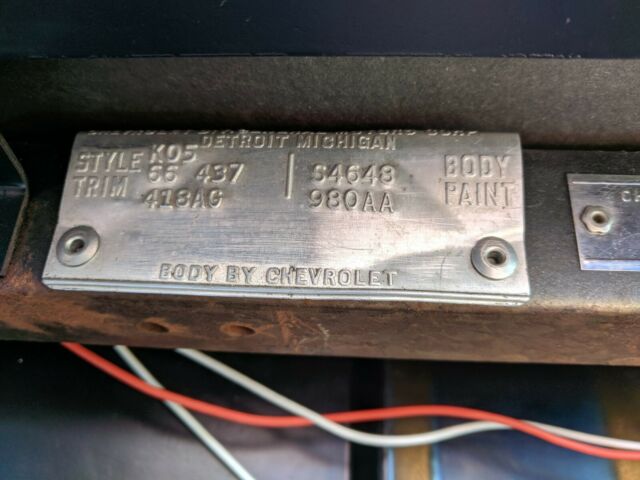 DETROIT MICHIGAN
K05
STYLE 66 437 | S4648 BODY
TRIM 418AG 980AA PAINT
BODY BY CHEVROLET